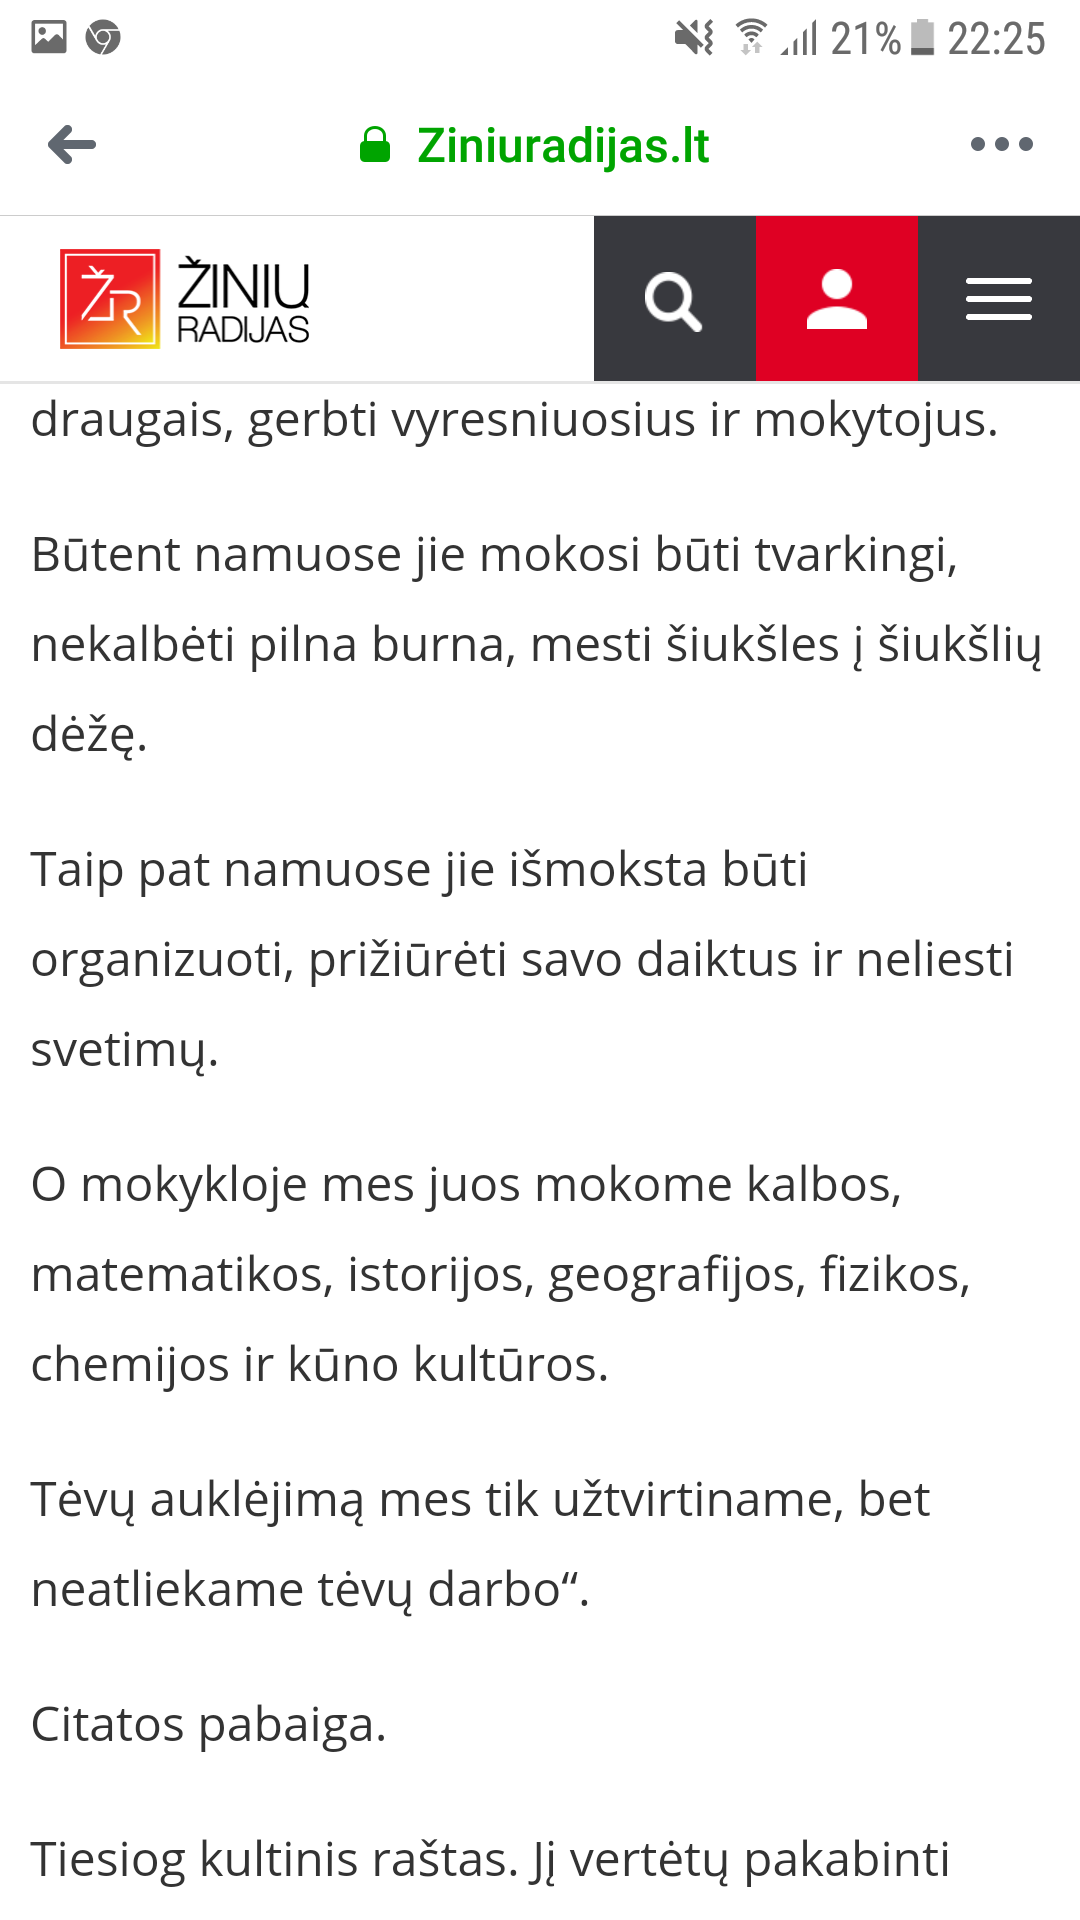 21% 22:25
Ziniuradijas.lt
ŽR ŽINIŲ
RADIJAS
draugais, gerbti vyresniuosius ir mokytojus.
Būtent namuose jie mokosi būti tvarkingi,
nekalbėti pilna burna, mesti šiukšles į šiukšlių
dėžę.
Taip pat namuose jie išmoksta būti
organizuoti, prižiūrėti savo daiktus ir neliesti
svetimų.
O mokykloje mes juos mokome kalbos,
matematikos, istorijos, geografijos, fizikos,
chemijos ir kūno kultūros.
Tėvų auklėjimą mes tik užtvirtiname, bet
neatliekame tėvų darbo“.
Citatos pabaiga.
Tiesiog kultinis raštas. Jį vertėtų pakabinti